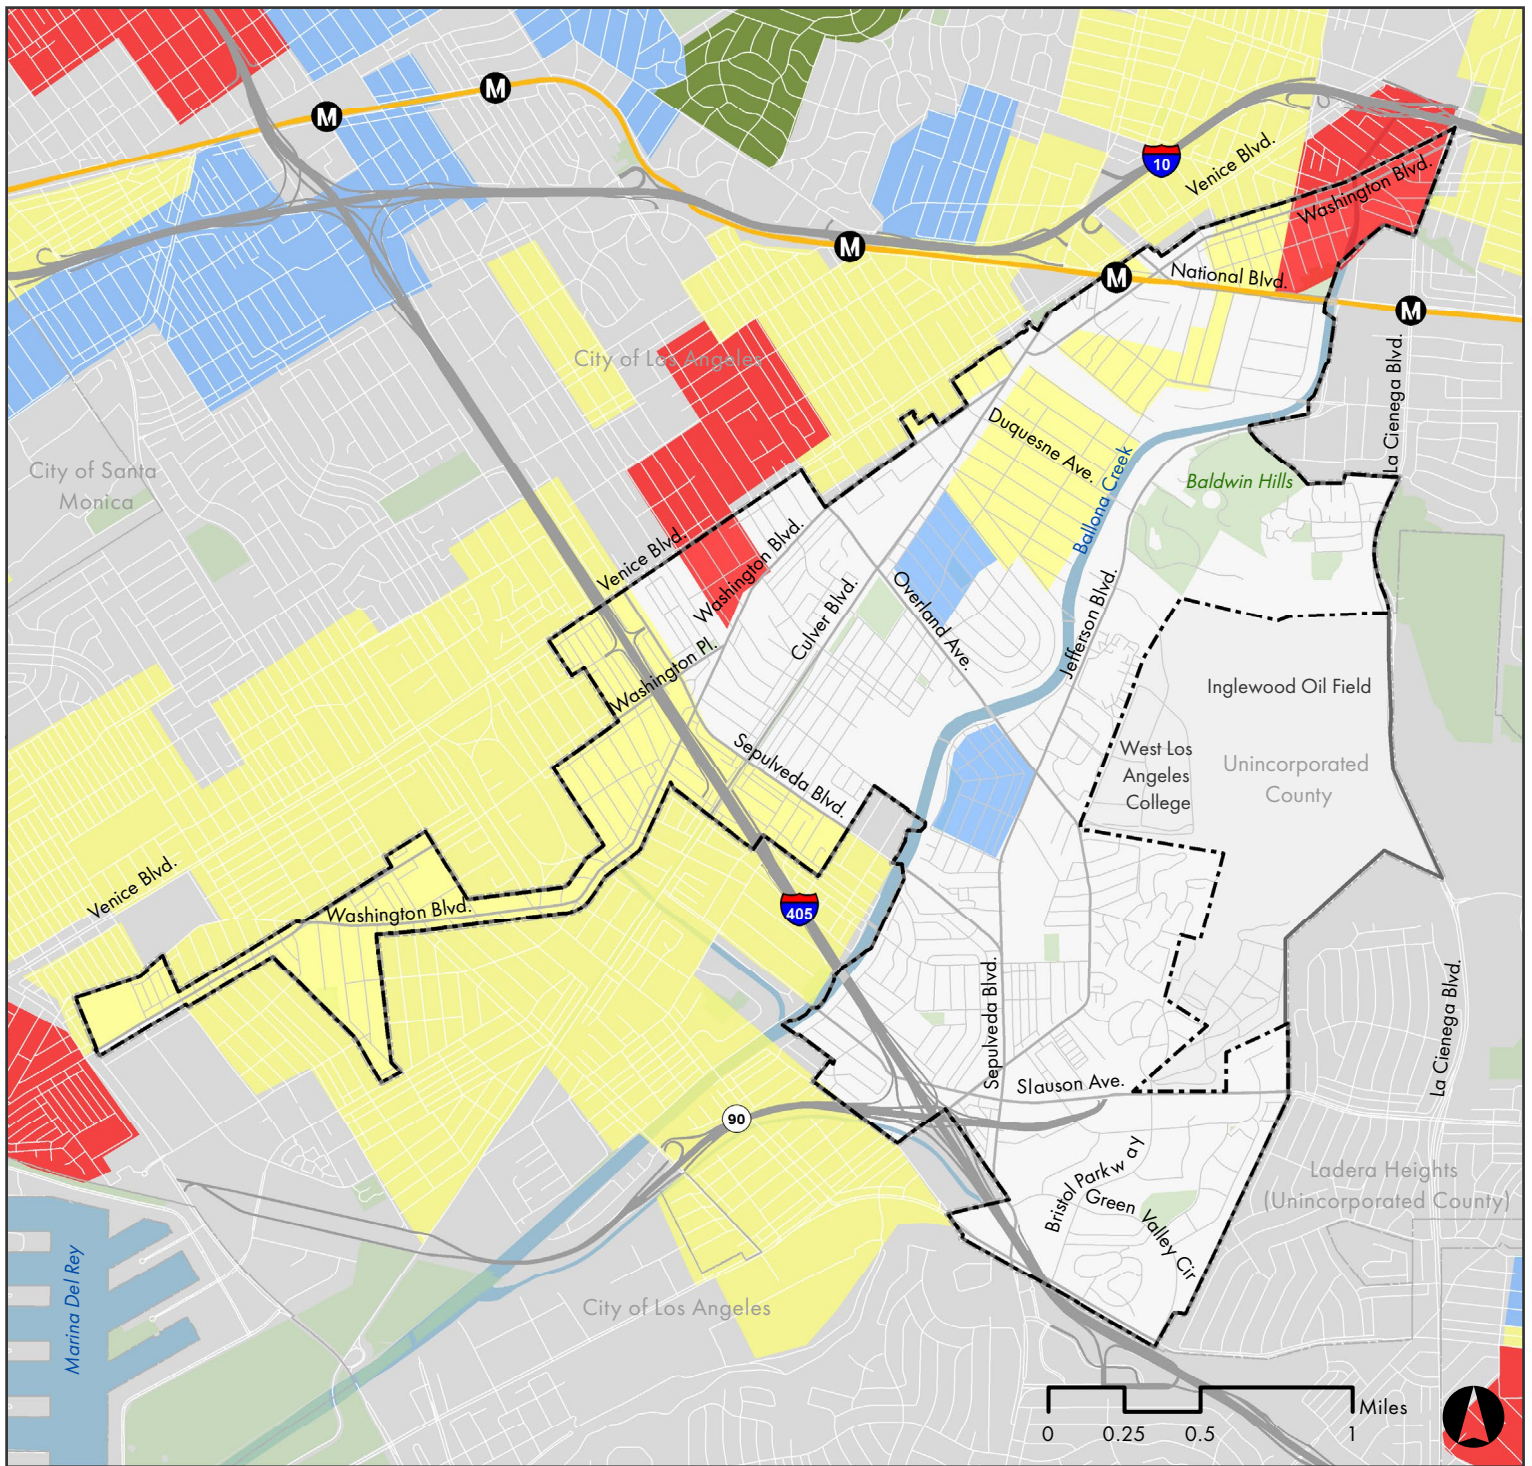 M
M
10
Venice Blvd.
Washington Blvd.
M
M
National Blvd.
M
City of Los Angeles
La Cienega Blvd.
Duquesne Ave.
City of Santa
Monica
Ballona Creek
Baldwin Hills
Venice Blvd.
Washington Blvd.
Culver Blvd.
Overland Ave.
Jefferson Blvd.
Washington Pl.
Inglewood Oil Field
Sepulveda Blvd.
West Los
Angeles
College
Unincorporated
County
Venice Blvd.
Washington Blvd.
405
Sepulveda Blvd.
La Cienega Blvd.
Slauson Ave.
90
Bristol Parkway
Green Valley Cir
Ladera Heights
(Unincorporated County)
Marina Del Rey
City of Los Angeles
Miles
0 0.25 0.5 1